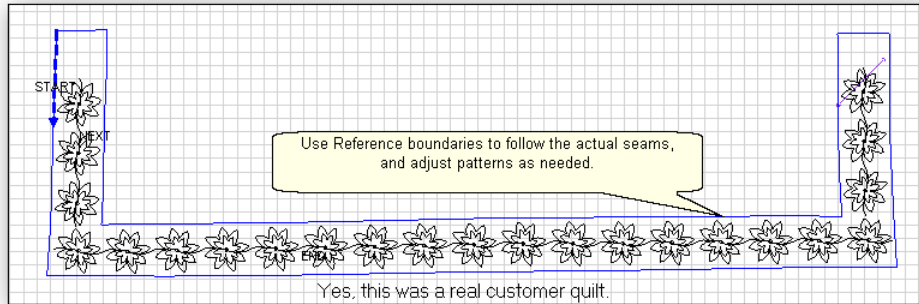 START
NEXT
Use Reference boundaries to follow the actual seams,
and adjust patterns as needed.
END
Yes, this was a real customer quilt.